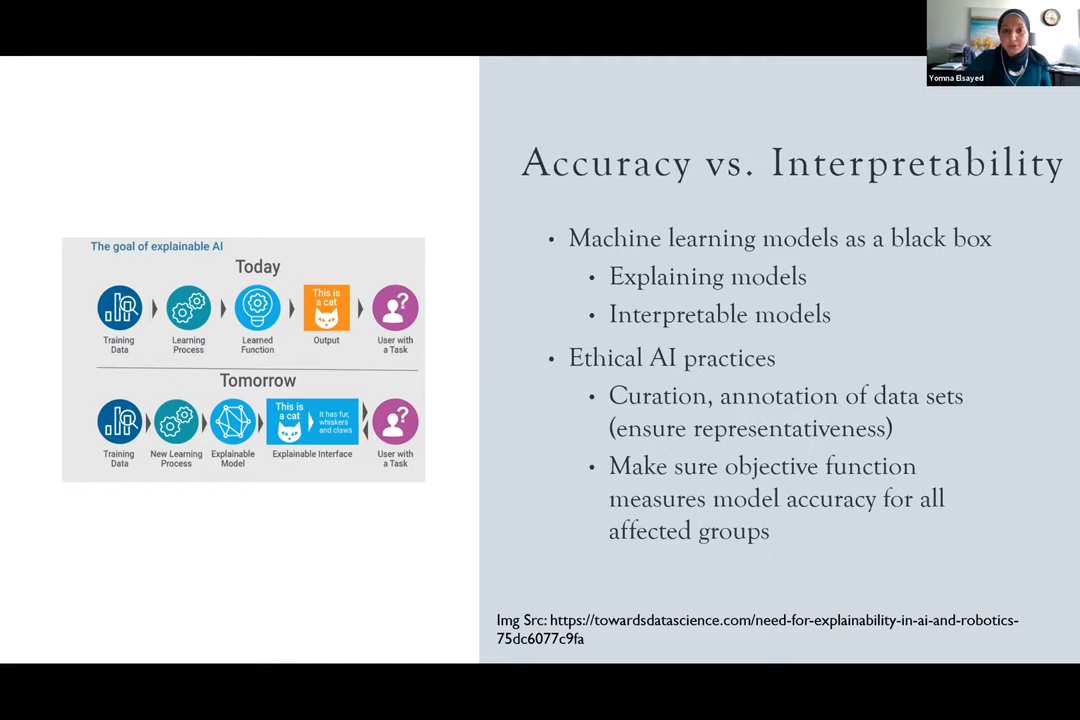 Yomna Elsayed
Accuracy vs. Interpretability
• Machine learning models as a black box
• Explaining models
• Interpretable models
• Ethical AI practices
• Curation, annotation of data sets
(ensure representativeness)
• Make sure objective function
measures model accuracy for all
affected groups
The goal of explainable AI
Today
This is
a cat
?
Training
Data
Learning
Process
Learned
Function
Output
User with
a Task
Tomorrow
This is
a cat
It has fur,
whiskers
and claws
?
Training
Data
New Learning
Process
Explainable
Model
Explainable Interface
User with
a Task
Img Src: https://towardsdatascience.com/need-for-explainability-in-ai-and-robotics-
75dc6077c9fa